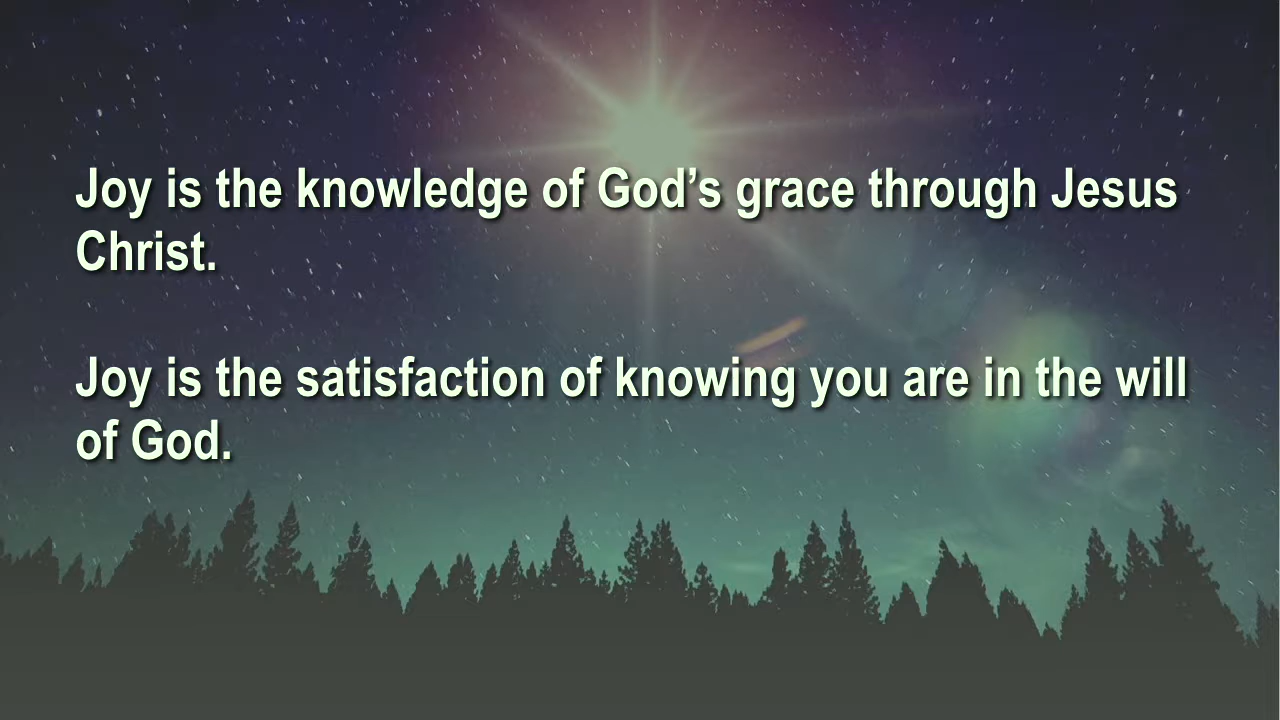 Joy is the knowledge of God’s grace through Jesus
Christ.
Joy is the satisfaction of knowing you are in the will
of God.